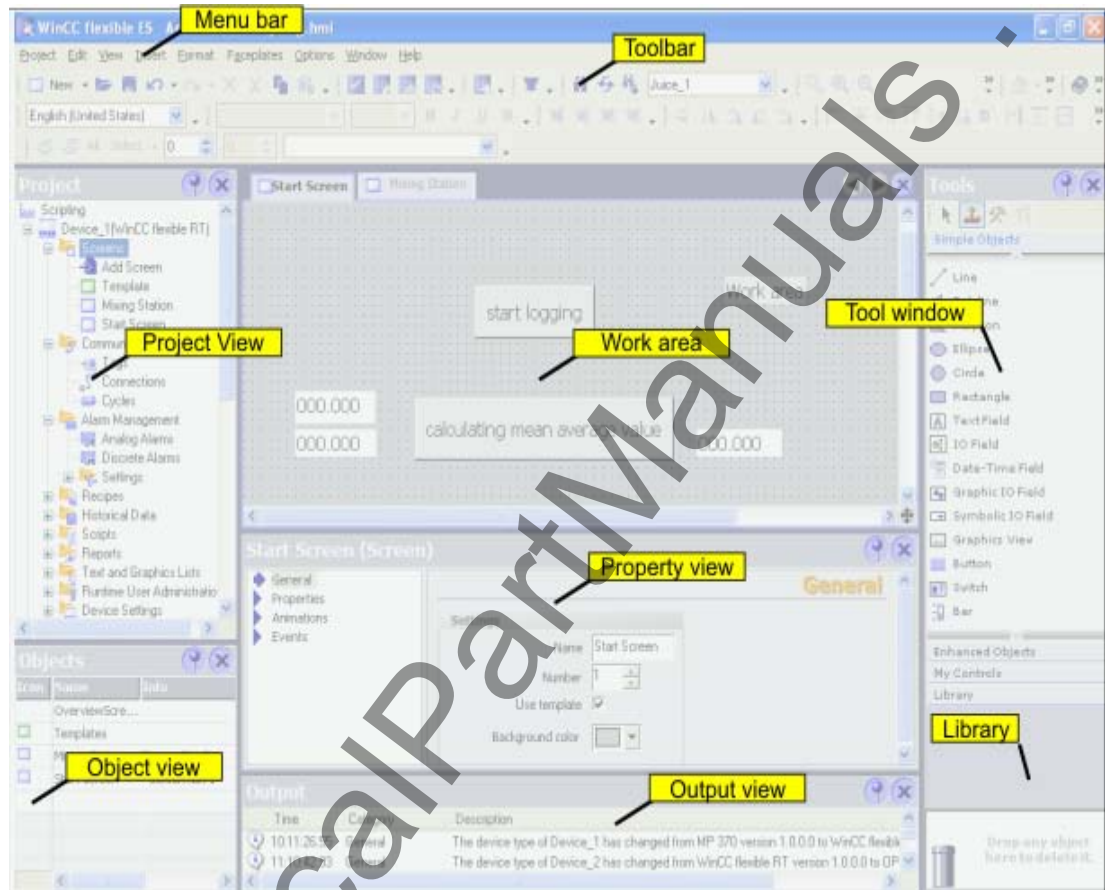 WinCC flexible ES
hmi
Menu bar
Project Edit View Insert Format Faceplates Options Window Help
Toolbar
New
Juice_1
English (United States)
0
Project
Start Screen
Mixing Station
Tools
Scripting
Device_1(WinCC flexible RT)
Screens
Add Screen
Template
Mixing Station
Start Screen
Project View
Tags
Connections
Cycles
Alarm Management
Analog Alarms
Discrete Alarms
Settings
Recipes
Historical Data
Scripts
Reports
Text and Graphics Lists
Runtime User Administratio
Device Settings
start logging
Work area
Work area
000.000
000.000
calculating mean average value
000.000
Simple Objects
Line
Tool window
Ellipse
Circle
Rectangle
TextField
IO Field
Date-Time Field
Graphic IO Field
Symbolic IO Field
Graphics View
Button
Switch
Bar
Enhanced Objects
My Controls
Library
Library
Drop any object
here to delete it.
Start Screen (Screen)
Property view
General
General
Properties
Animations
Events
Settings
Name Start Screen
Number 1
Use template
Background color
Objects
Icon Name Info
OverviewScre...
Templates
Object view
Output
Output view
Time Category Description
General The device type of Device_1 has changed from MP 370 version 1.0.0.0 to WinCC flexible
General The device type of Device_2 has changed from WinCC flexible RT version 1.0.0.0 to OP
calPartManuals.